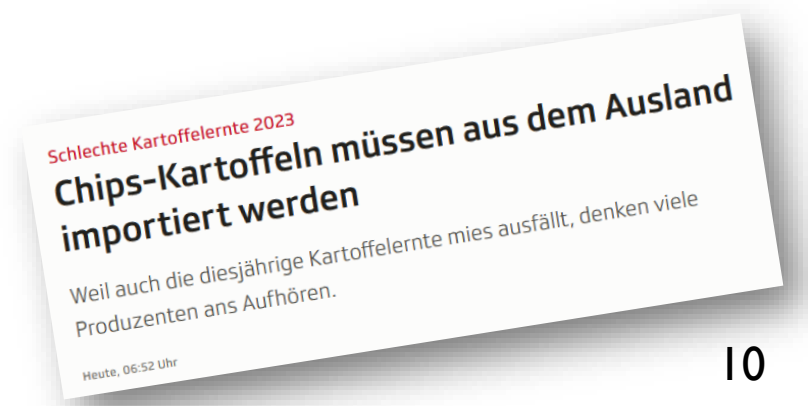 Schlechte Kartoffelernte 2023
Chips-Kartoffeln müssen aus dem Ausland
importiert werden
Weil auch die diesjährige Kartoffelernte mies ausfällt, denken viele
Produzenten ans Aufhören.
Heute, 06:52 Uhr
10